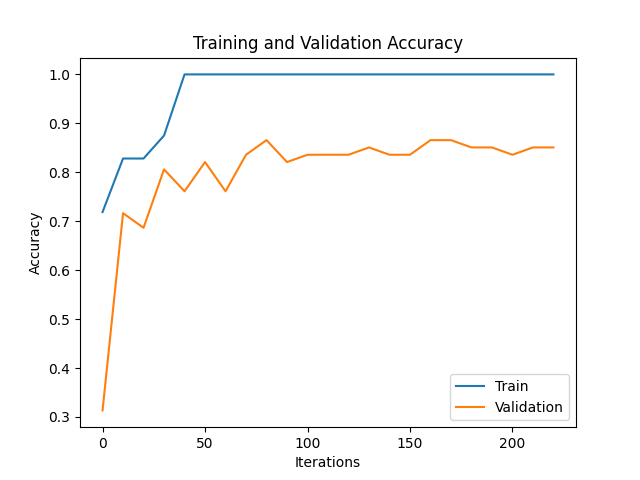 Training and Validation Accuracy
1.0
0.9
0.8
0.7
0.6
0.5
0.4
0.3
Accuracy
0 50 100 150 200
Iterations
Train
Validation